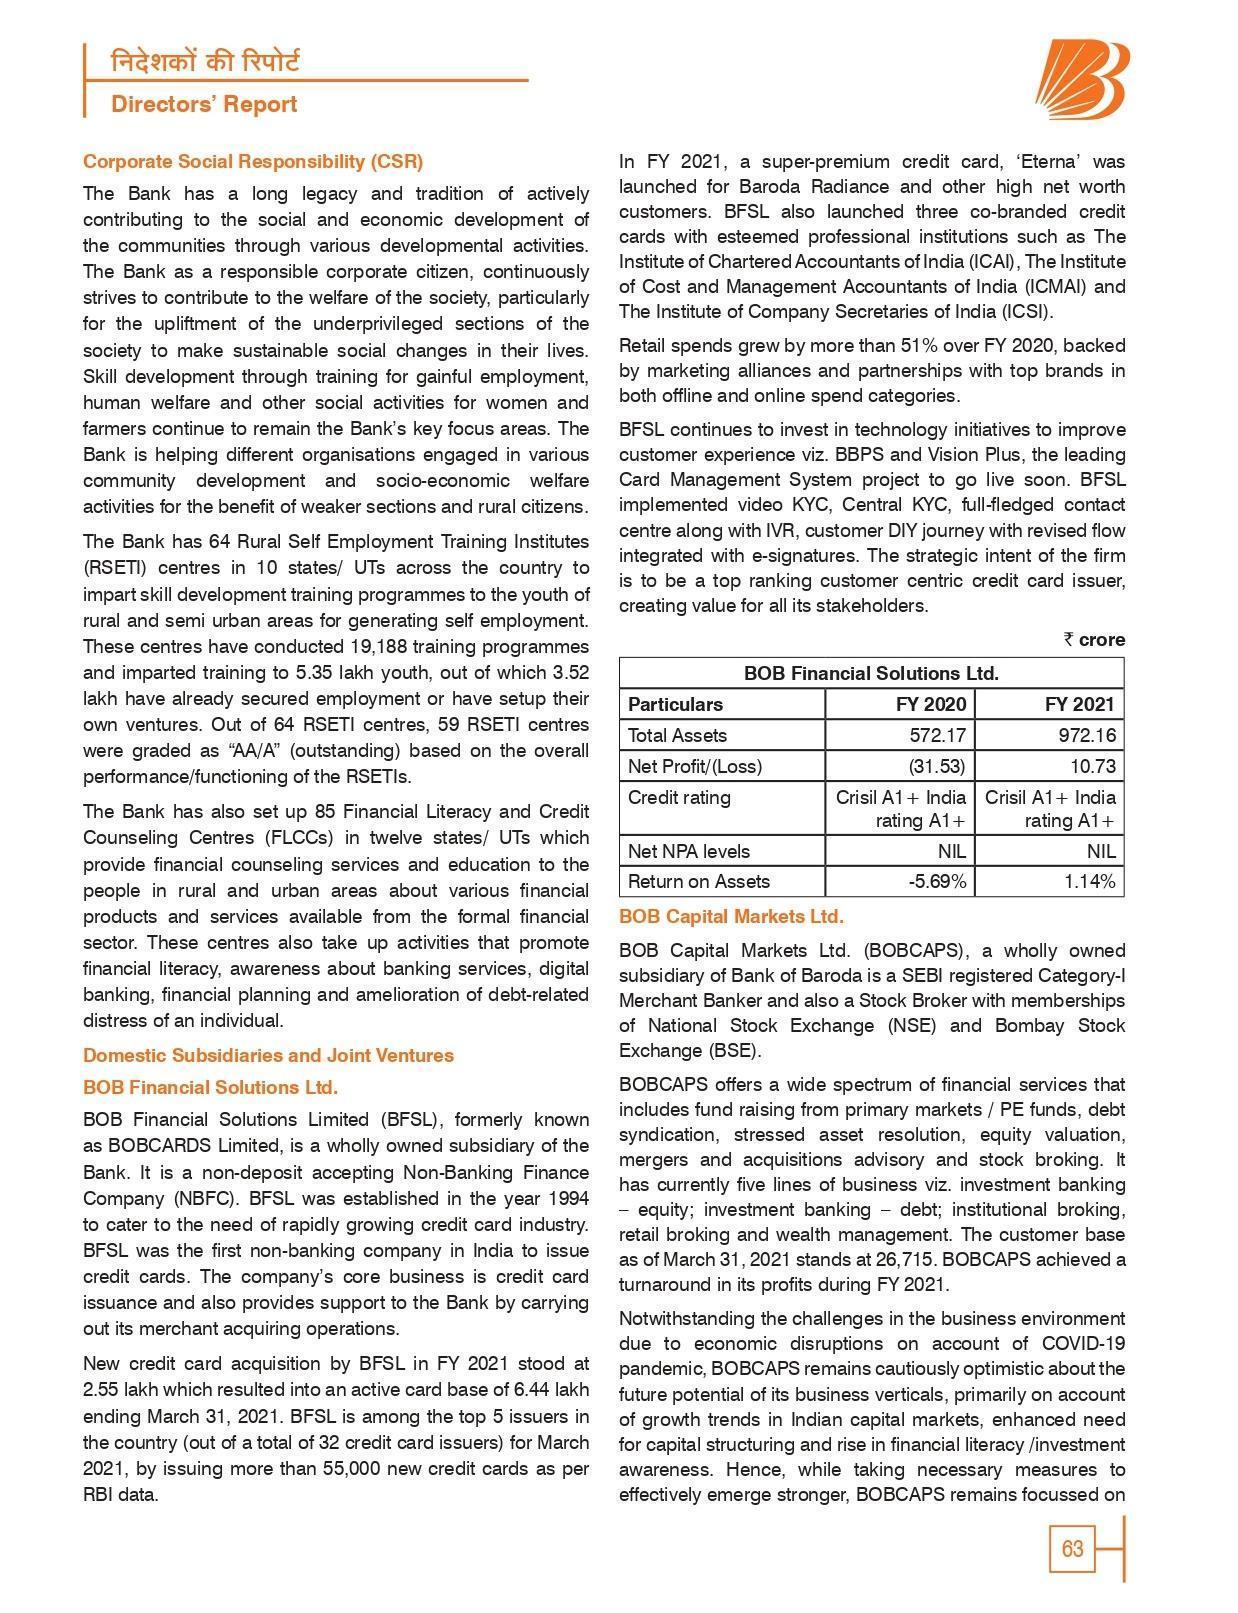 निदेशकों की रिपोर्ट
Directors’ Report
Corporate Social Responsibility (CSR)
The Bank has a long legacy and tradition of actively
contributing to the social and economic development of
the communities through various developmental activities.
The Bank as a responsible corporate citizen, continuously
strives to contribute to the welfare of the society, particularly
for the upliftment of the underprivileged sections of the
society to make sustainable social changes in their lives.
Skill development through training for gainful employment,
human welfare and other social activities for women and
farmers continue to remain the Bank’s key focus areas. The
Bank is helping different organisations engaged in various
community development and socio-economic welfare
activities for the benefit of weaker sections and rural citizens.
The Bank has 64 Rural Self Employment Training Institutes
(RSETI) centres in 10 states/ UTs across the country to
impart skill development training programmes to the youth of
rural and semi urban areas for generating self employment.
These centres have conducted 19,188 training programmes
and imparted training to 5.35 lakh youth, out of which 3.52
lakh have already secured employment or have setup their
own ventures. Out of 64 RSETI centres, 59 RSETI centres
were graded as “AA/A” (outstanding) based on the overall
performance/functioning of the RSETIs.
The Bank has also set up 85 Financial Literacy and Credit
Counseling Centres (FLCCs) in twelve states/ UTs which
provide financial counseling services and education to the
people in rural and urban areas about various financial
products and services available from the formal financial
sector. These centres also take up activities that promote
financial literacy, awareness about banking services, digital
banking, financial planning and amelioration of debt-related
distress of an individual.
Domestic Subsidiaries and Joint Ventures
BOB Financial Solutions Ltd.
BOB Financial Solutions Limited (BFSL), formerly known
as BOBCARDS Limited, is a wholly owned subsidiary of the
Bank. It is a non-deposit accepting Non-Banking Finance
Company (NBFC). BFSL was established in the year 1994
to cater to the need of rapidly growing credit card industry.
BFSL was the first non-banking company in India to issue
credit cards. The company’s core business is credit card
issuance and also provides support to the Bank by carrying
out its merchant acquiring operations.
New credit card acquisition by BFSL in FY 2021 stood at
2.55 lakh which resulted into an active card base of 6.44 lakh
ending March 31, 2021. BFSL is among the top 5 issuers in
the country (out of a total of 32 credit card issuers) for March
2021, by issuing more than 55,000 new credit cards as per
RBI data.
In FY 2021, a super-premium credit card, ‘Eterna’ was
launched for Baroda Radiance and other high net worth
customers. BFSL also launched three co-branded credit
cards with esteemed professional institutions such as The
Institute of Chartered Accountants of India (ICAI), The Institute
of Cost and Management Accountants of India (ICMAI) and
The Institute of Company Secretaries of India (ICSI).
Retail spends grew by more than 51% over FY 2020, backed
by marketing alliances and partnerships with top brands in
both offline and online spend categories.
BFSL continues to invest in technology initiatives to improve
customer experience viz. BBPS and Vision Plus, the leading
Card Management System project to go live soon. BFSL
implemented video KYC, Central KYC, full-fledged contact
centre along with IVR, customer DIY journey with revised flow
integrated with e-signatures. The strategic intent of the firm
is to be a top ranking customer centric credit card issuer,
creating value for all its stakeholders.
₹ crore
BOB Financial Solutions Ltd.
Particulars FY 2020 FY 2021
Total Assets 572.17 972.16
Net Profit/(Loss) (31.53) 10.73
Credit rating Crisil A1+ India Crisil A1+ India
rating A1+ rating A1+
Net NPA levels NIL NIL
Return on Assets -5.69% 1.14%
BOB Capital Markets Ltd.
BOB Capital Markets Ltd. (BOBCAPS), a wholly owned
subsidiary of Bank of Baroda is a SEBI registered Category-I
Merchant Banker and also a Stock Broker with memberships
of National Stock Exchange (NSE) and Bombay Stock
Exchange (BSE).
BOBCAPS offers a wide spectrum of financial services that
includes fund raising from primary markets / PE funds, debt
syndication, stressed asset resolution, equity valuation,
mergers and acquisitions advisory and stock broking. It
has currently five lines of business viz. investment banking
– equity; investment banking – debt; institutional broking,
retail broking and wealth management. The customer base
as of March 31, 2021 stands at 26,715. BOBCAPS achieved a
turnaround in its profits during FY 2021.
Notwithstanding the challenges in the business environment
due to economic disruptions on account of COVID-19
pandemic, BOBCAPS remains cautiously optimistic about the
future potential of its business verticals, primarily on account
of growth trends in Indian capital markets, enhanced need
for capital structuring and rise in financial literacy /investment
awareness. Hence, while taking necessary measures to
effectively emerge stronger, BOBCAPS remains focussed on
63